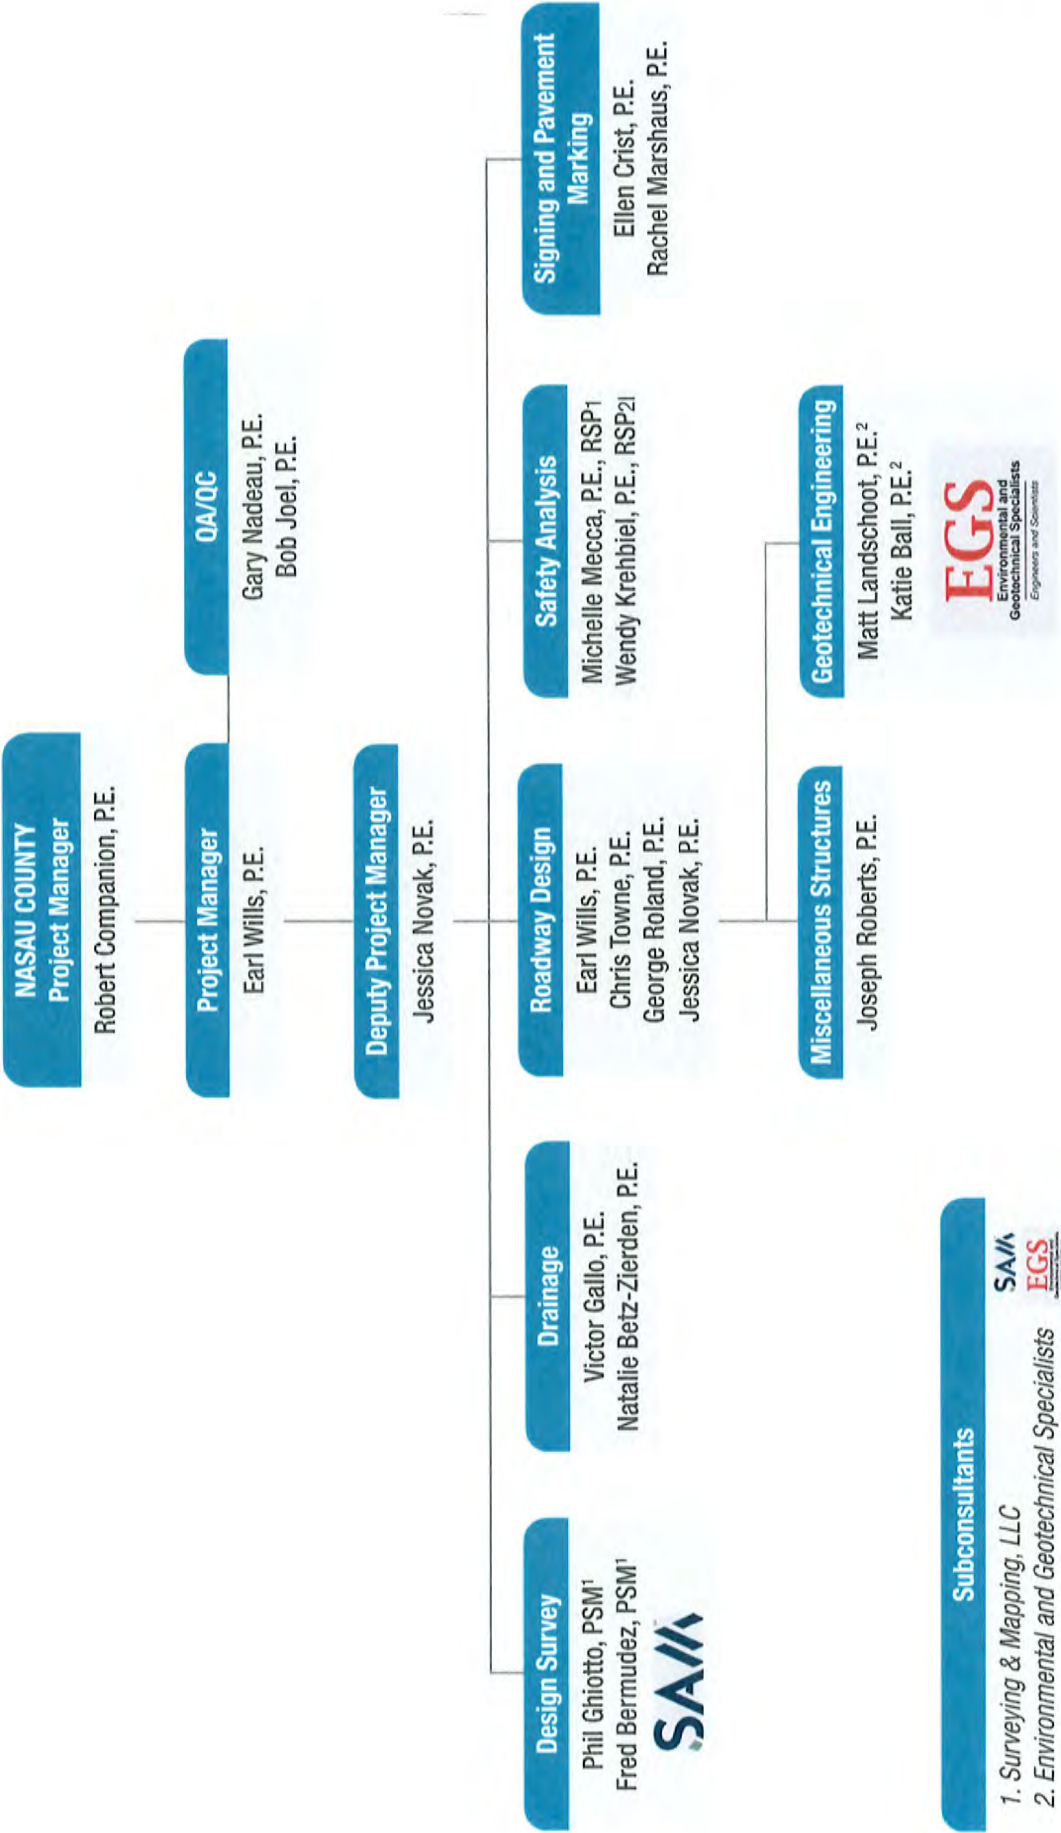 NASAU COUNTY
Project Manager
Robert Companion, P.E.
Project Manager
Earl Wills, P.E.
QA/QC
Gary Nadeau, P.E.
Bob Joel, P.E.
Deputy Project Manager
Jessica Novak, P.E.
Design Survey
Phil Ghiotto, PSM¹
Fred Bermudez, PSM¹
SAM
Drainage
Victor Gallo, P.E.
Natalie Betz-Zierden, P.E.
Roadway Design
Earl Wills, P.E.
Chris Towne, P.E.
George Roland, P.E.
Jessica Novak, P.E.
Safety Analysis
Michelle Mecca, P.E., RSP1
Wendy Krehbiel, P.E., RSP2I
Signing and Pavement
Marking
Ellen Crist, P.E.
Rachel Marshaus, P.E.
Miscellaneous Structures
Joseph Roberts, P.E.
Geotechnical Engineering
Matt Landschoot, P.E.²
Katie Ball, P.E.²
EGS
Environmental and
Geotechnical Specialists
Engineers and Scientists
Subconsultants
1. Surveying & Mapping, LLC
SAM
2. Environmental and Geotechnical Specialists
EGS